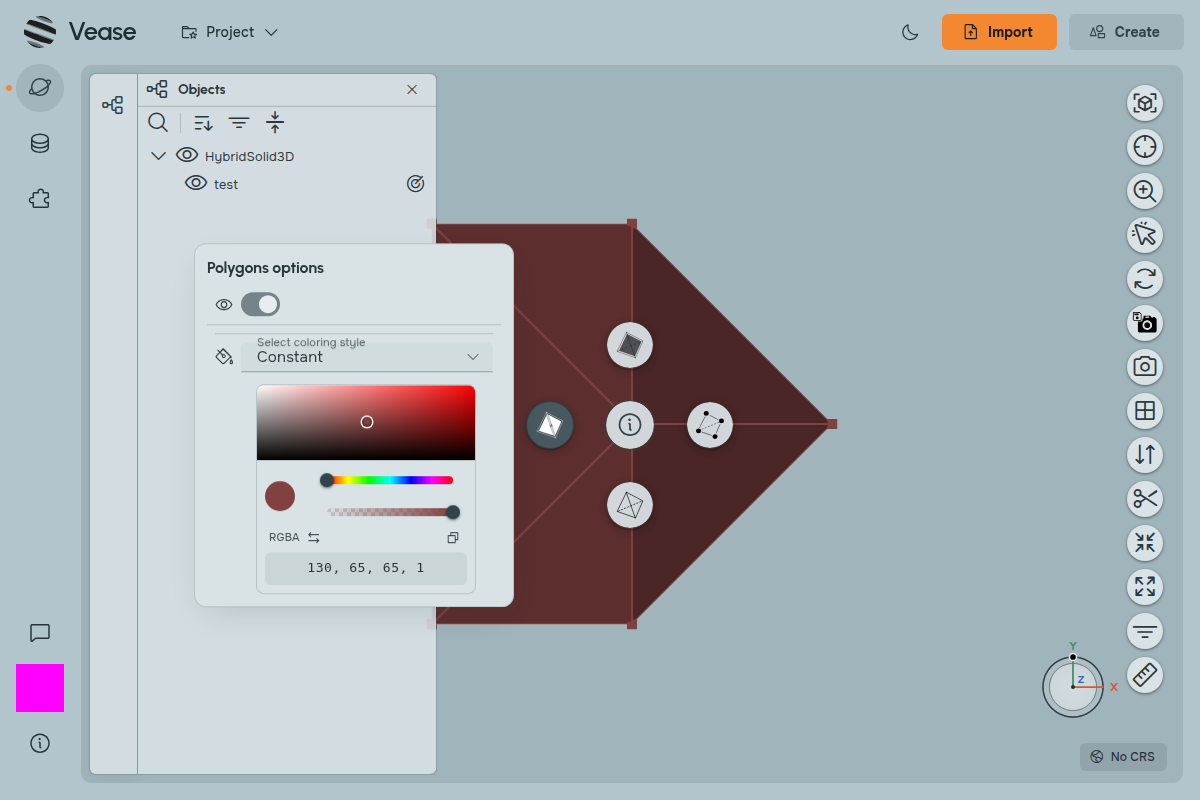 Vease
Project
Import
Create
Objects
HybridSolid3D
test
Polygons options
Select coloring style
Constant
RGBA
130, 65, 65, 1
Y
Z
X
No CRS